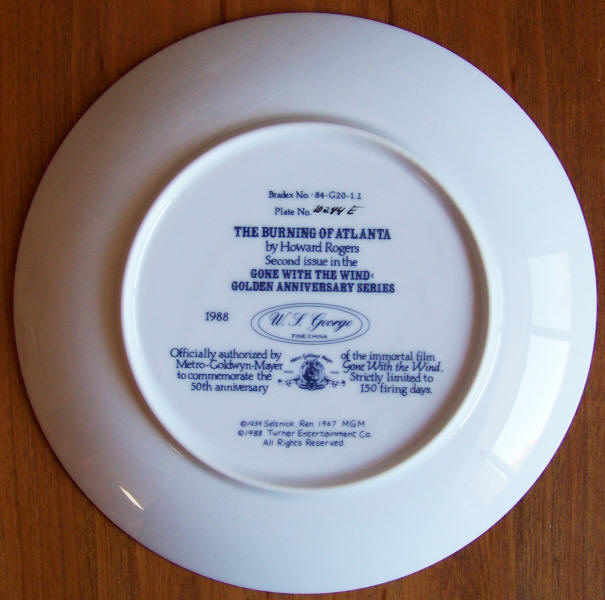 Bradex No.: 84-G20-1.2
Plate No. 10244 E
THE BURNING OF ATLANTA
by Howard Rogers
Second issue in the
GONE WITH THE WIND:
GOLDEN ANNIVERSARY SERIES
1988
W. S. George
FINE CHINA
Officially authorized by
Metro-Goldwyn-Mayer
to commemorate the
50th anniversary
of the immortal film
Gone With the Wind.
Strictly limited to
150 firing days.
©1939 Selznick, Ren 1967 MGM
©1988 Turner Entertainment Co.
All Rights Reserved.